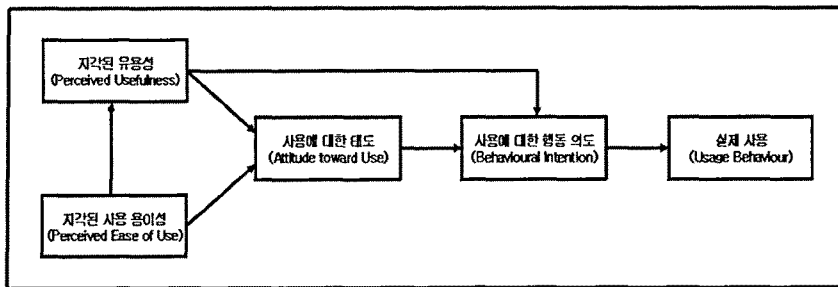 지각된 유용성
(Perceived Usefulness)
사용에 대한 태도
(Attitude toward Use)
사용에 대한 행동 의도
(Behavioural Intention)
실제 사용
(Usage Behaviour)
지각된 사용 용이성
(Perceived Ease of Use)